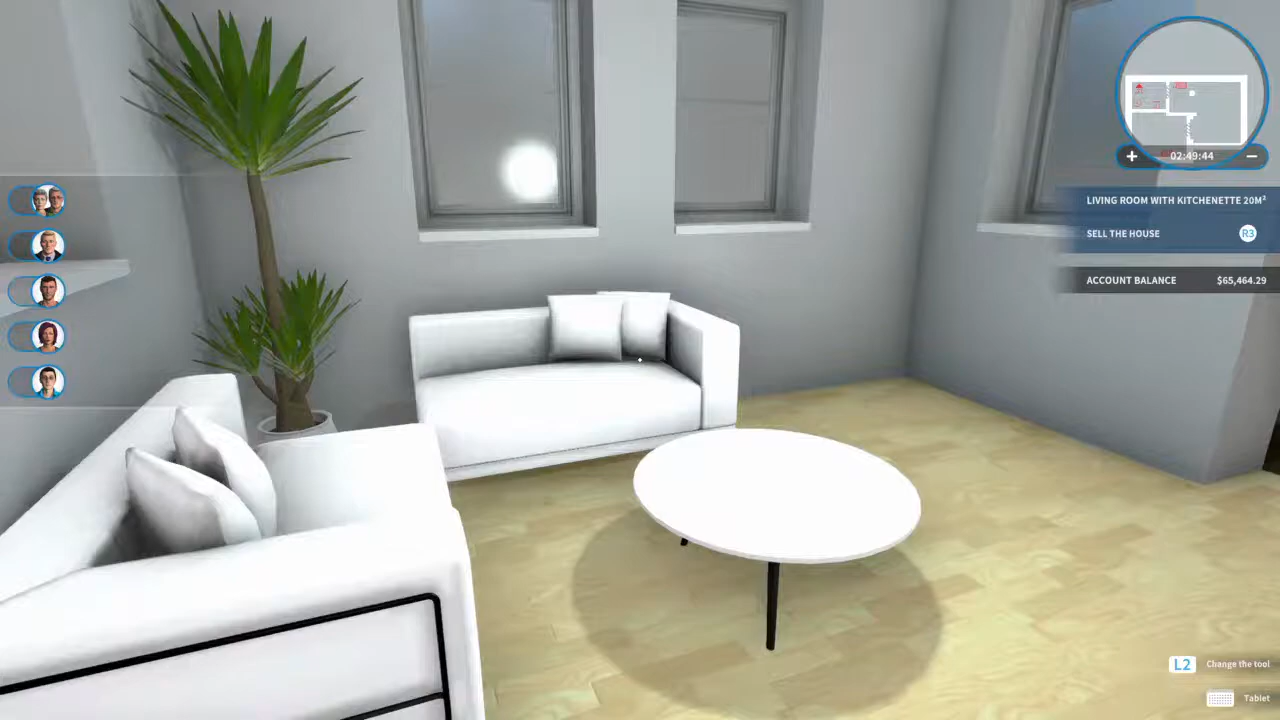 02:49:44
LIVING ROOM WITH KITCHENETTE 20M²
SELL THE HOUSE R3
ACCOUNT BALANCE $65,464.29
L2 Change the tool
Tablet